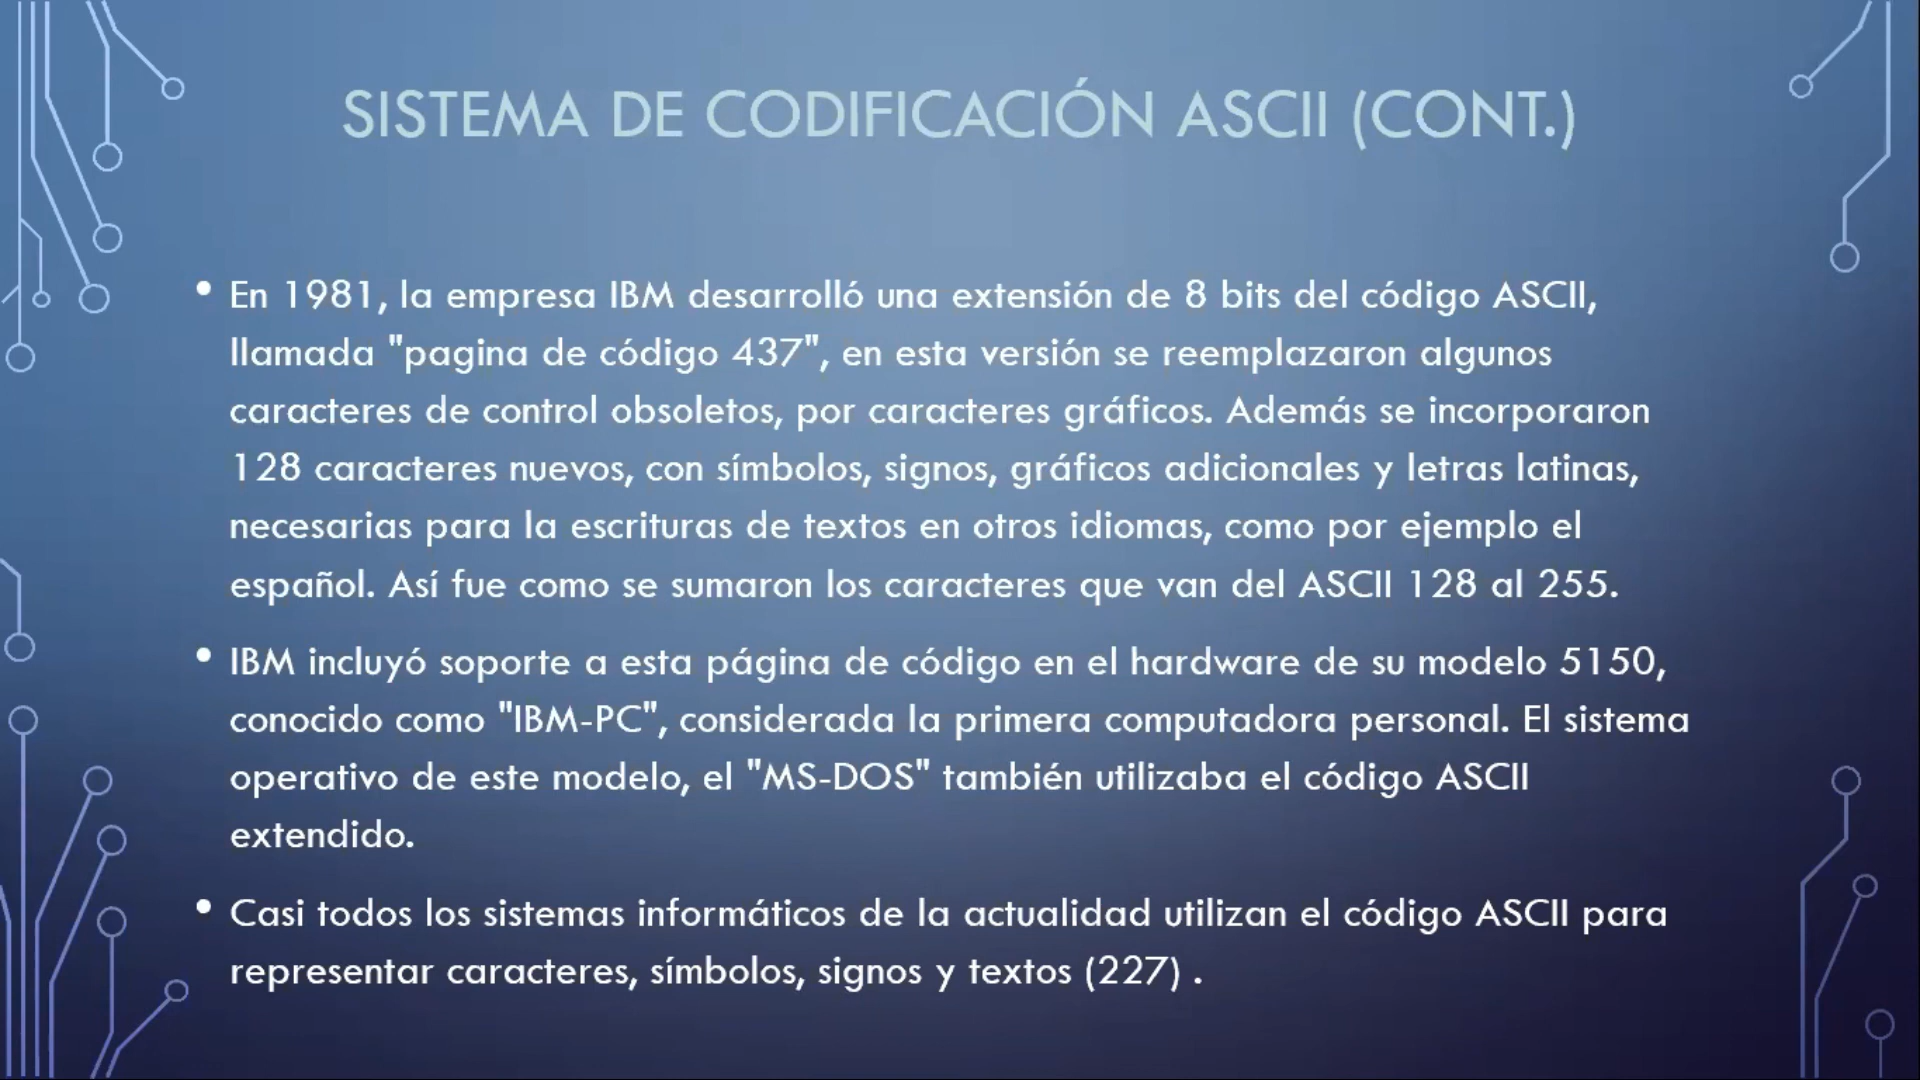 SISTEMA DE CODIFICACIÓN ASCII (CONT.)
• En 1981, la empresa IBM desarrolló una extensión de 8 bits del código ASCII,
llamada "pagina de código 437", en esta versión se reemplazaron algunos
caracteres de control obsoletos, por caracteres gráficos. Además se incorporaron
128 caracteres nuevos, con símbolos, signos, gráficos adicionales y letras latinas,
necesarias para la escrituras de textos en otros idiomas, como por ejemplo el
español. Así fue como se sumaron los caracteres que van del ASCII 128 al 255.
• IBM incluyó soporte a esta página de código en el hardware de su modelo 5150,
conocido como "IBM-PC", considerada la primera computadora personal. El sistema
operativo de este modelo, el "MS-DOS" también utilizaba el código ASCII
extendido.
• Casi todos los sistemas informáticos de la actualidad utilizan el código ASCII para
representar caracteres, símbolos, signos y textos (227) .